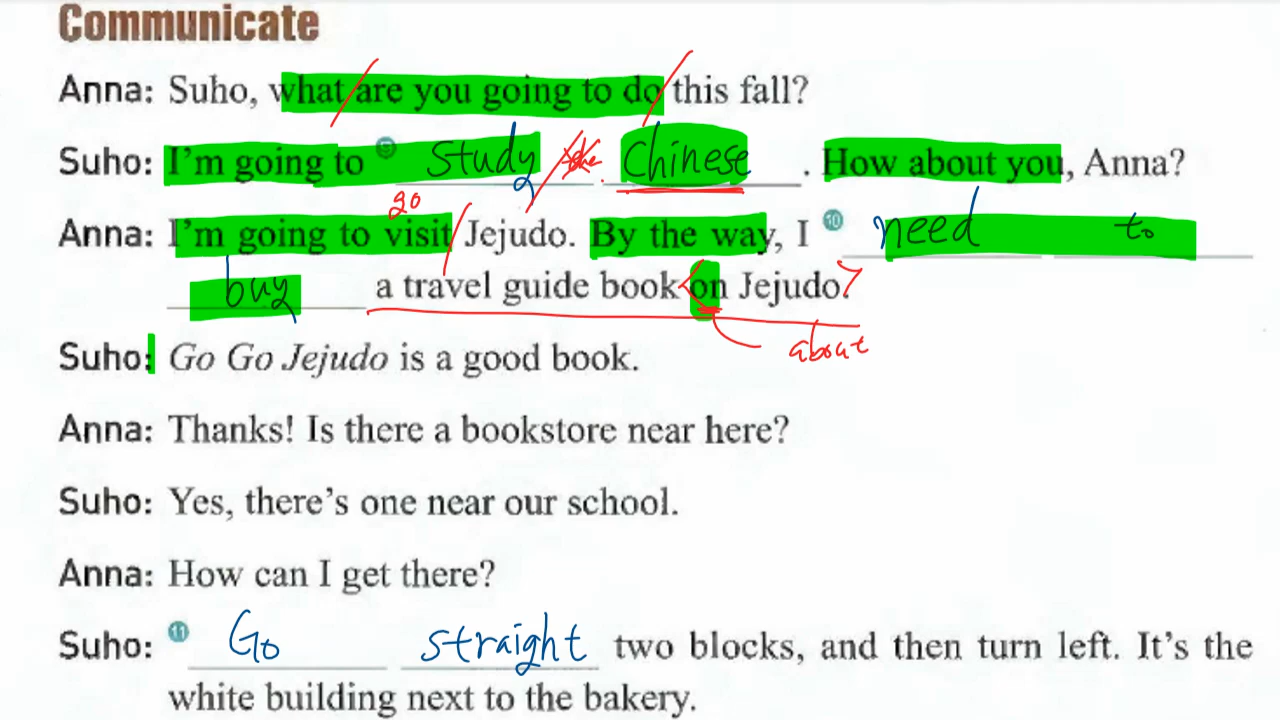 Communicate
Anna: Suho, what are you going to do this fall?
Suho: I'm going to ⑨ study Chinese. How about you, Anna?
go
Anna: I'm going to visit Jejudo. By the way, I ⑩ need to
buy a travel guide book <on Jejudo.>
about
Suho: Go Go Jejudo is a good book.
Anna: Thanks! Is there a bookstore near here?
Suho: Yes, there's one near our school.
Anna: How can I get there?
Suho: ⑪ Go straight two blocks, and then turn left. It's the
white building next to the bakery.